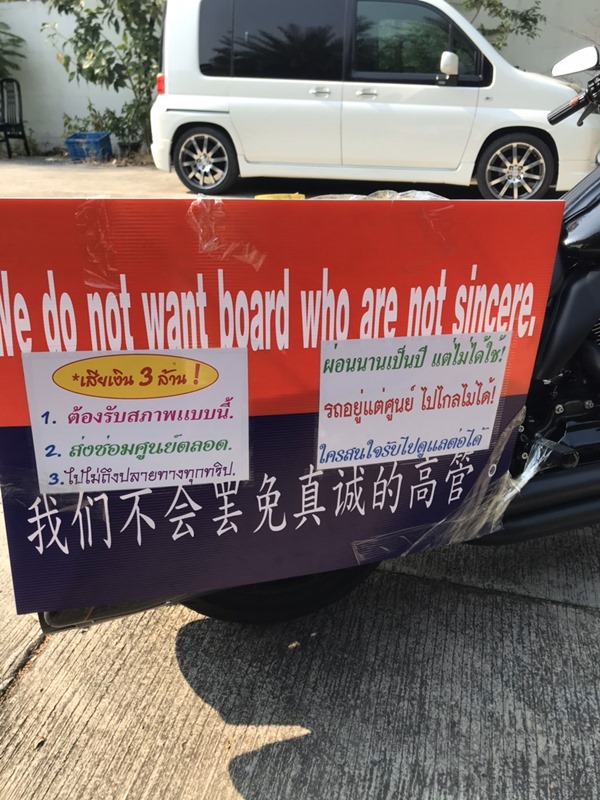 We do not want board who are not sincere.
*เสียเงิน 3 ล้าน !
1. ต้องรับสภาพแบบนี้.
2. ส่งซ่อมศูนย์ตลอด.
3.ไปไม่ถึงปลายทางทุกทริป.
ผ่อนนานเป็นปี แต่ไม่ได้ใช้!
รถอยู่แต่ศูนย์ ไปไกลไม่ได้!
ใครสนใจรับไปดูแลต่อได้
我们不会罢免真诚的高管。